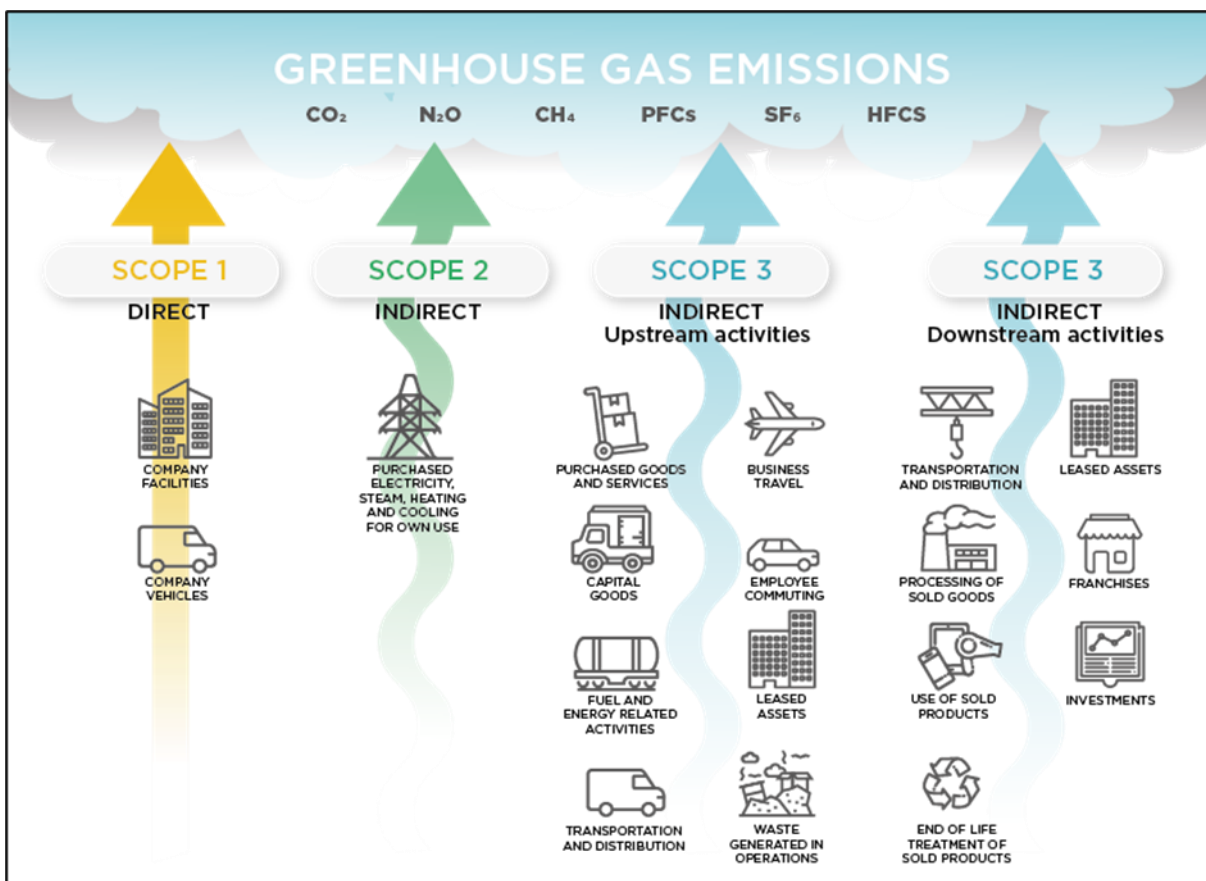 GREENHOUSE GAS EMISSIONS
CO₂ N₂O CH₄ PFCs SF₆ HFCS
SCOPE 1
DIRECT
COMPANY
FACILITIES
COMPANY
VEHICLES
SCOPE 2
INDIRECT
PURCHASED
ELECTRICITY,
STEAM, HEATING
AND COOLING
FOR OWN USE
SCOPE 3
INDIRECT
Upstream activities
PURCHASED GOODS
AND SERVICES
BUSINESS
TRAVEL
CAPITAL
GOODS
EMPLOYEE
COMMUTING
FUEL AND
ENERGY RELATED
ACTIVITIES
LEASED
ASSETS
TRANSPORTATION
AND DISTRIBUTION
WASTE
GENERATED IN
OPERATIONS
SCOPE 3
INDIRECT
Downstream activities
TRANSPORTATION
AND DISTRIBUTION
LEASED ASSETS
PROCESSING OF
SOLD GOODS
FRANCHISES
USE OF SOLD
PRODUCTS
INVESTMENTS
END OF LIFE
TREATMENT OF
SOLD PRODUCTS